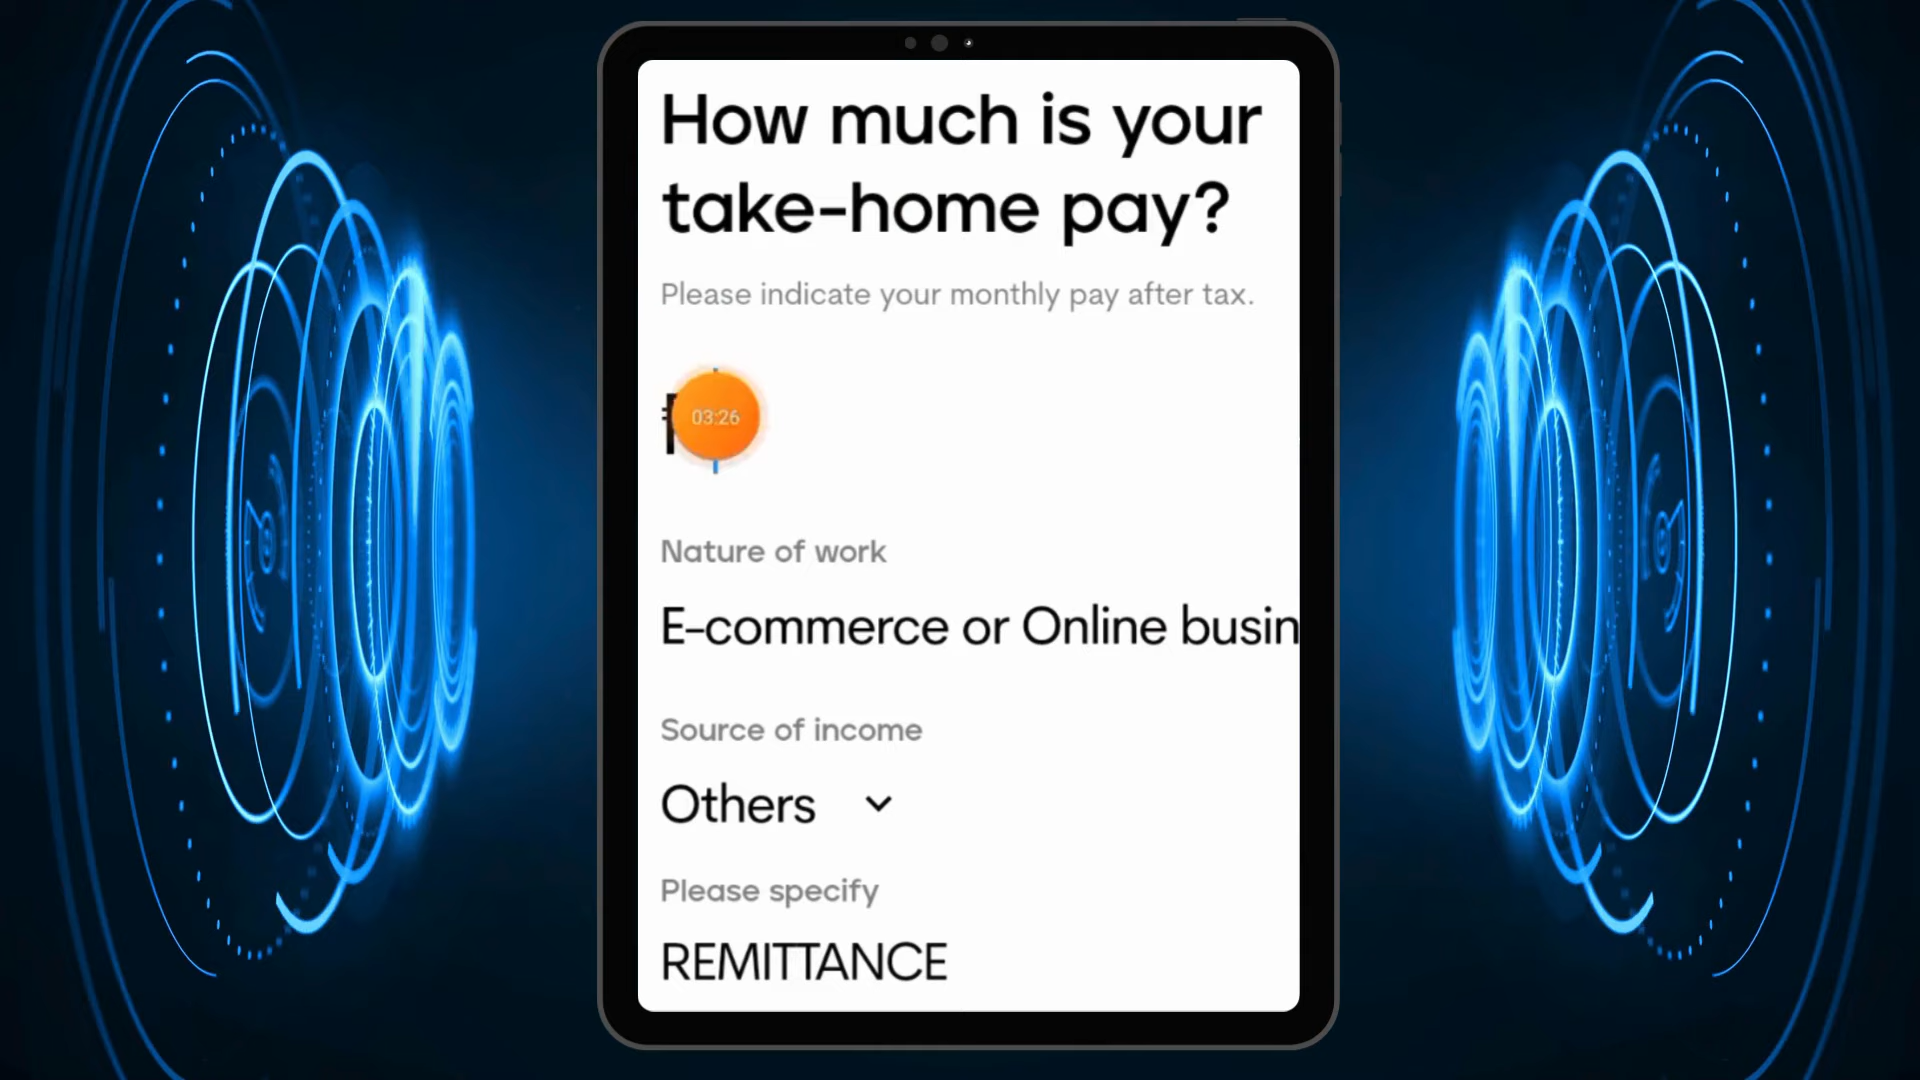 How much is your
take-home pay?
Please indicate your monthly pay after tax.
03:26
Nature of work
E-commerce or Online busin
Source of income
Others
Please specify
REMITTANCE